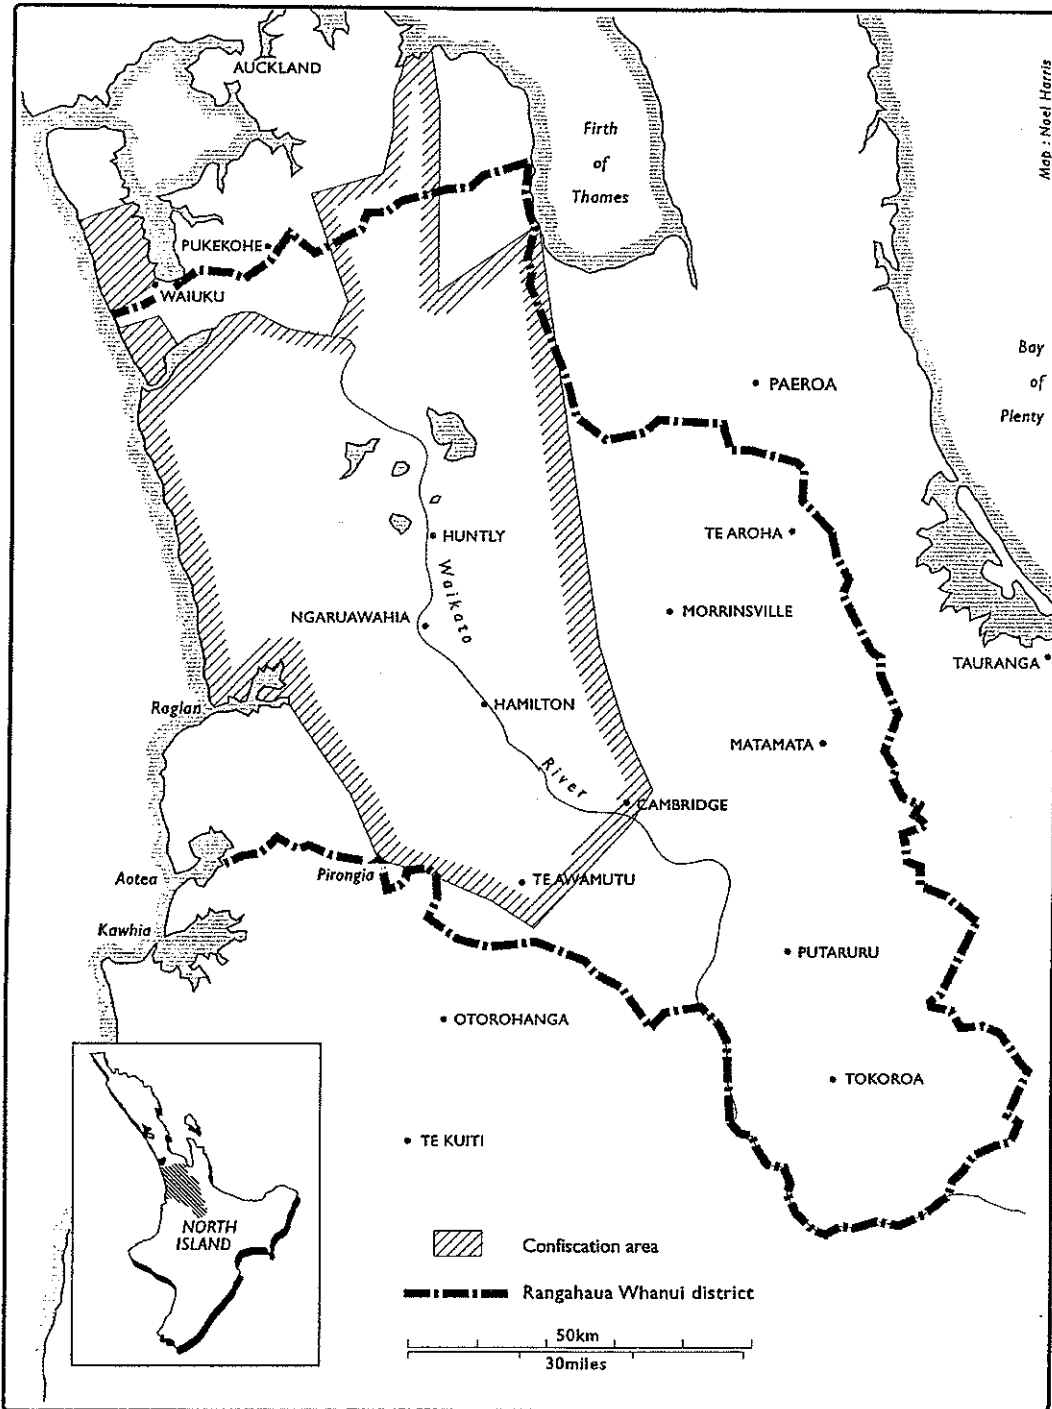 AUCKLAND
Map : Noel Harris
Firth
of
Thames
PUKEKOHE
WAIUKU
Bay
of
Plenty
PAEROA
TE AROHA
HUNTLY
Waikato
MORRINSVILLE
NGARUAWAHIA
TAURANGA
Raglan
HAMILTON
MATAMATA
River
CAMBRIDGE
Pirongia
Aotea
TE AWAMUTU
Kawhia
PUTARURU
OTOROHANGA
TOKOROA
TE KUITI
NORTH
ISLAND
Confiscation area
Rangahaua Whanui district
50km
30miles